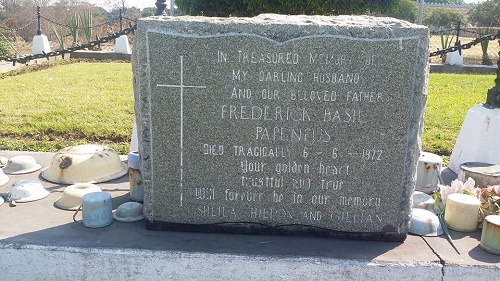 IN TREASURED MEMORY OF
MY DARLING HUSBAND
AND OUR BELOVED FATHER
FREDERICK BASIL
PAPENFUS
DIED TRAGICALLY 6-6-1972
Your golden heart
Trustful and true
Will forever be in our memory
SHEILA, HILTON AND GILLIAN